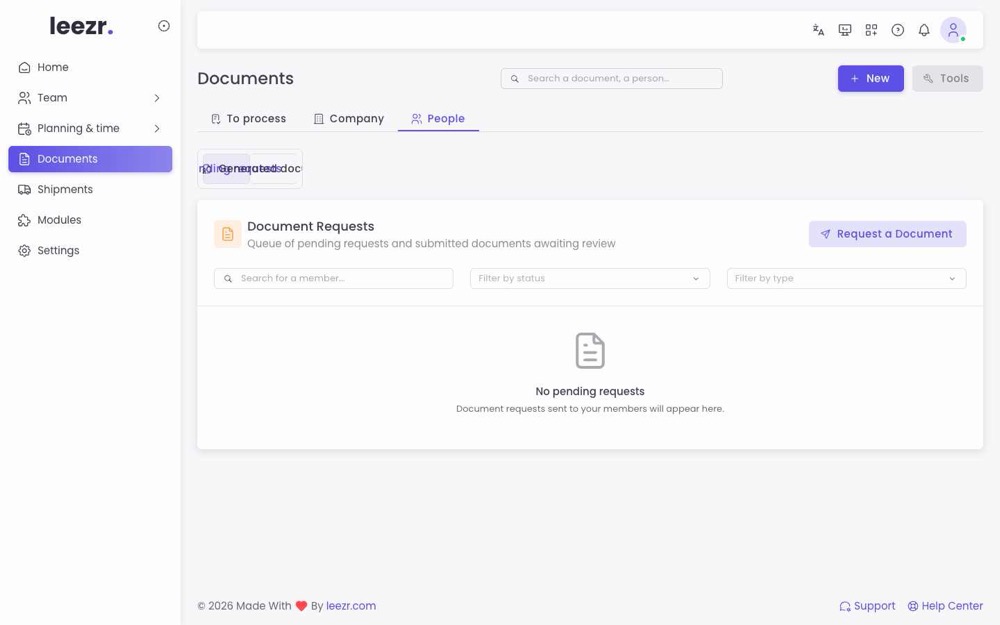 leezr.
Home
Team
Planning & time
Documents
Shipments
Modules
Settings
Documents
Search a document, a person...
New
Tools
To process
Company
People
Document Requests
Queue of pending requests and submitted documents awaiting review
Request a Document
Search for a member...
Filter by status
Filter by type
No pending requests
Document requests sent to your members will appear here.
© 2026 Made With ❤️ By leezr.com
Support
Help Center